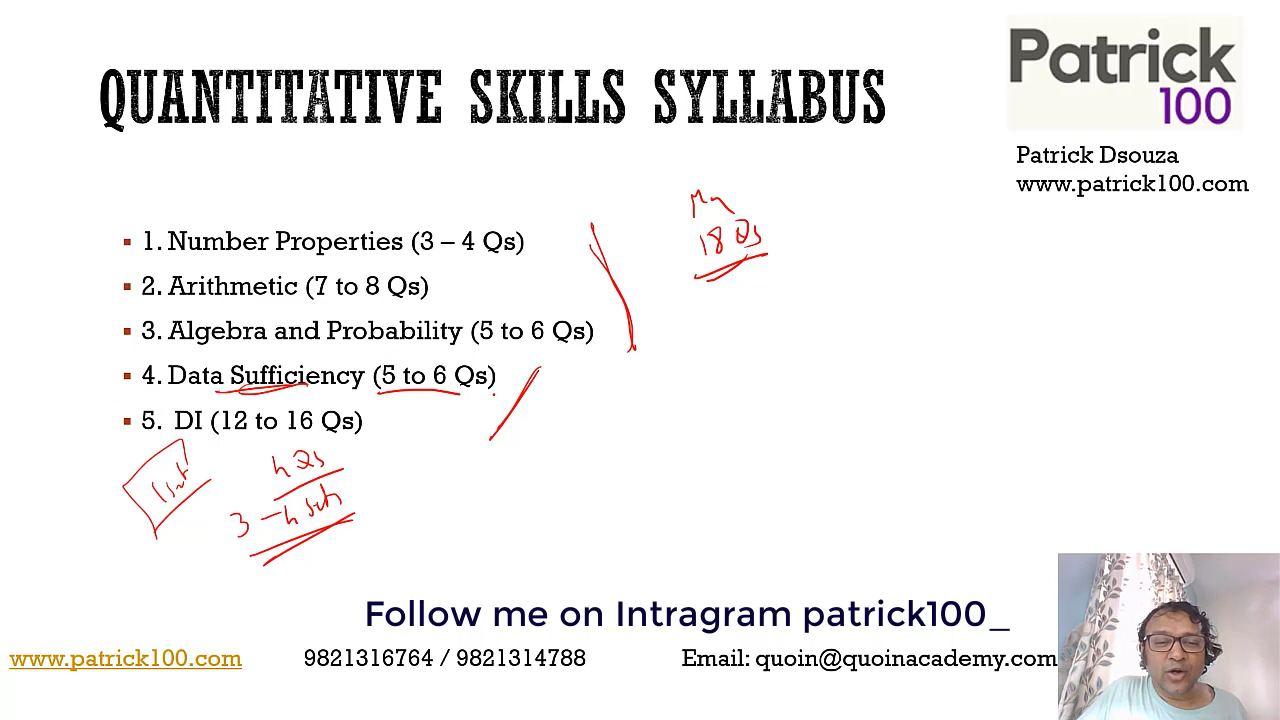 QUANTITATIVE SKILLS SYLLABUS
Patrick
100
Patrick Dsouza
www.patrick100.com
18 Qs
1. Number Properties (3 – 4 Qs)
2. Arithmetic (7 to 8 Qs)
3. Algebra and Probability (5 to 6 Qs)
4. Data Sufficiency (5 to 6 Qs)
5. DI (12 to 16 Qs)
1 set
4 Qs
3 – 4 sets
Follow me on Intragram patrick100_
www.patrick100.com
9821316764 / 9821314788
Email: quoin@quoinacademy.com